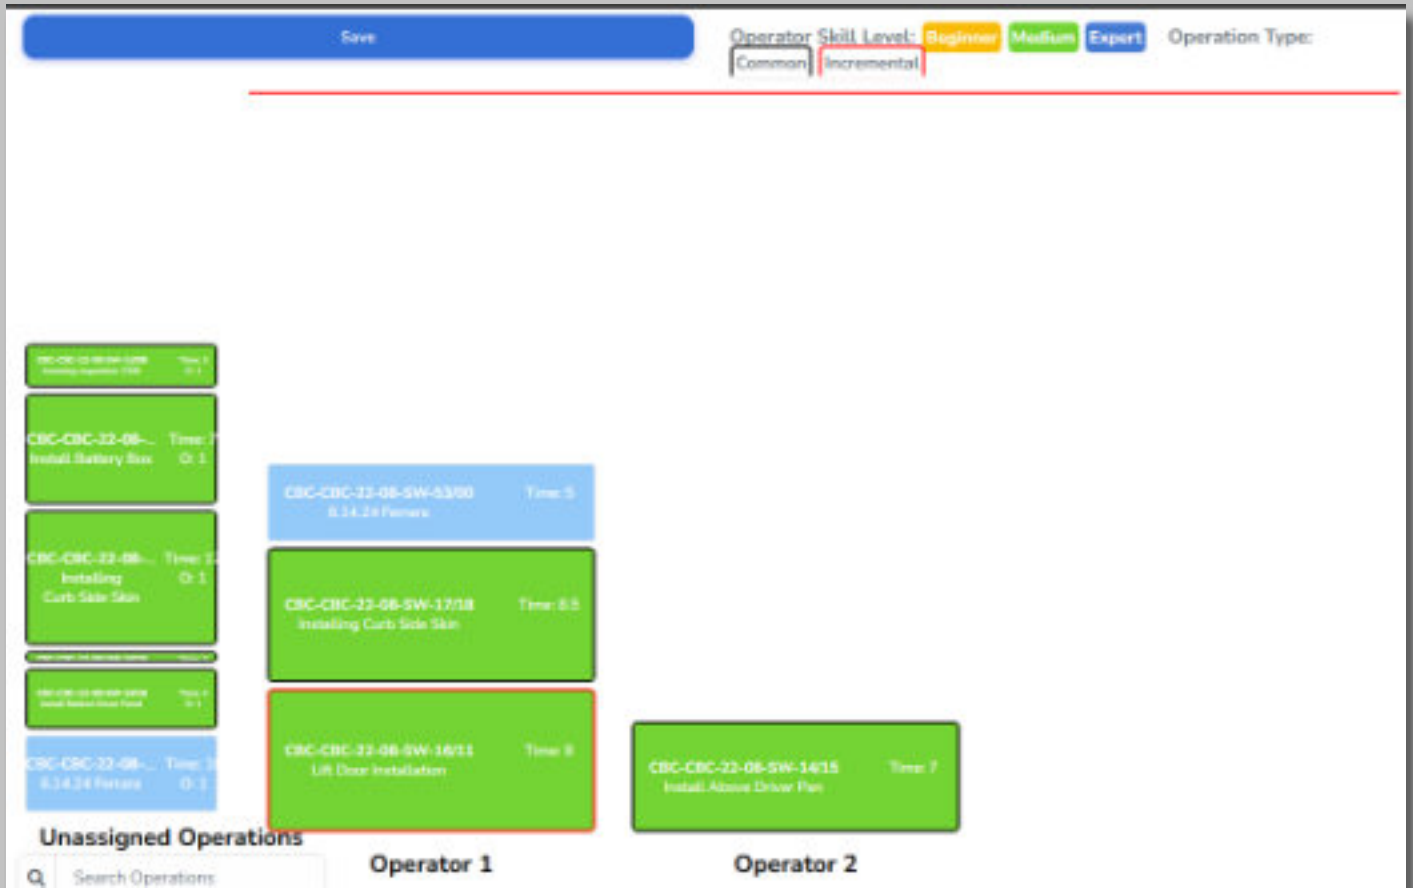 Save
Operator Skill Level: Beginner Medium Expert Operation Type:
Common Incremental
CBC-CBC-22-08-... Time: 7
Install Battery Box O: 1
CBC-CBC-22-08-... Time: 1
Installing O: 1
Curb Side Skin
CBC-CBC-22-08-... Time:
8.14.24 Ferrara O: 1
Unassigned Operations
Search Operations
CBC-CBC-22-08-SW-53/00 Time: 5
8.14.24 Ferrara
CBC-CBC-22-08-SW-17/18 Time: 8.5
Installing Curb Side Skin
CBC-CBC-22-08-SW-16/11 Time: 9
Lift Door Installation
Operator 1
CBC-CBC-22-08-SW-14/15 Time: 7
Install Above Driver Pan
Operator 2